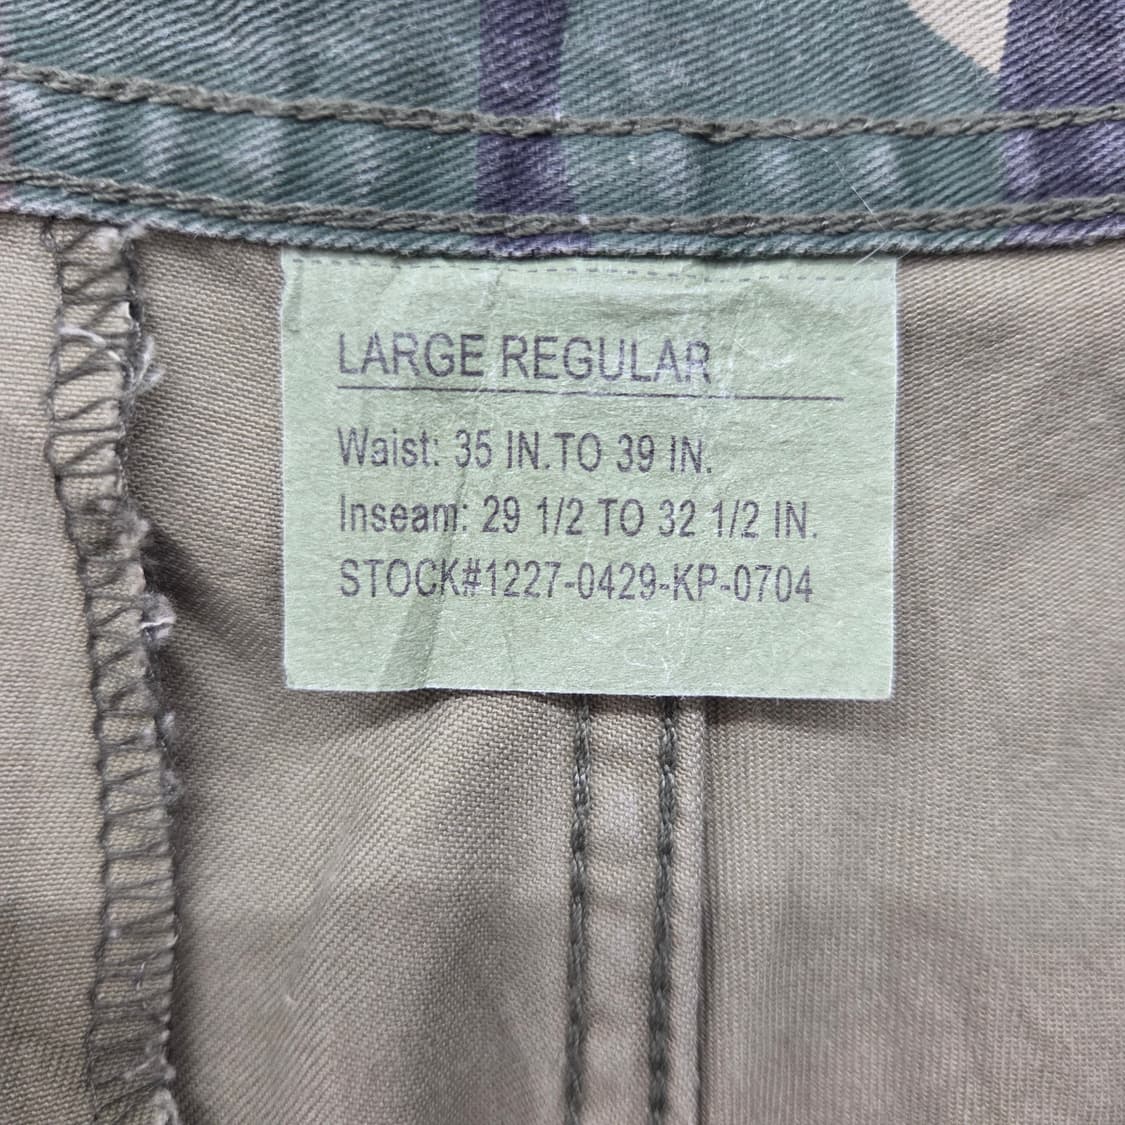 LARGE REGULAR
Waist: 35 IN.TO 39 IN.
Inseam: 29 1/2 TO 32 1/2 IN.
STOCK#1227-0429-KP-0704